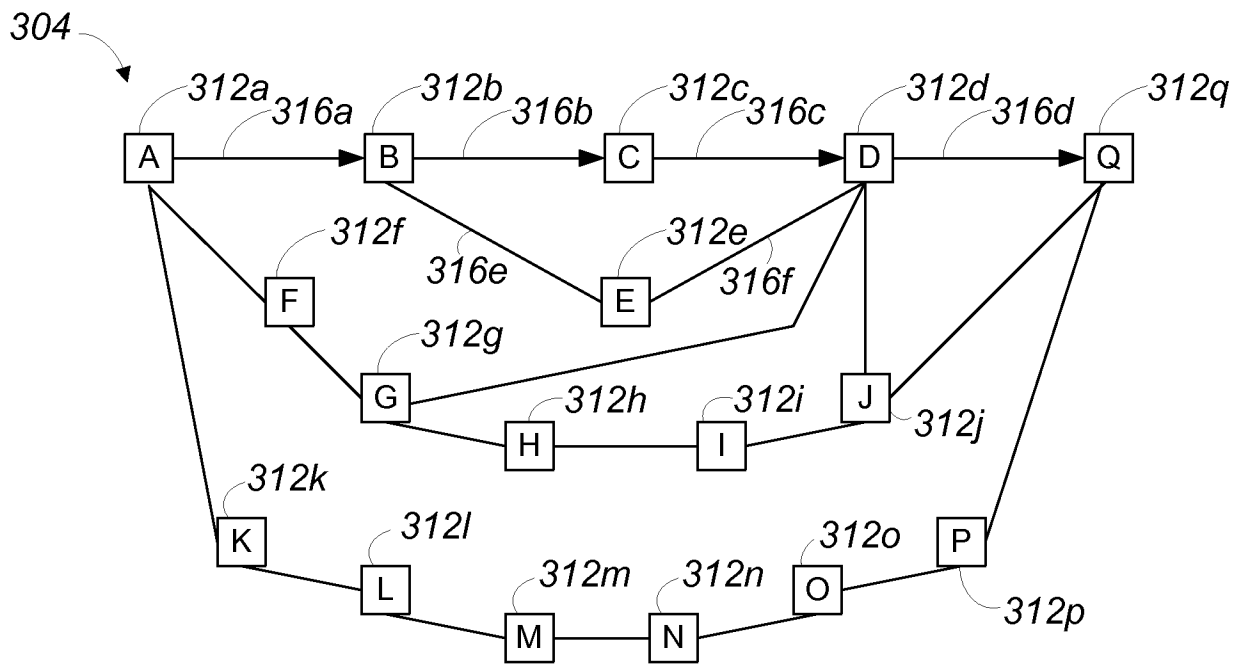 304
312a 312b 312c 312d 312q
316a 316b 316c 316d
A B C D Q
312f 312e
316e 316f
F E
312g
G 312h 312i J
H I 312j
312k
K 312l 312o P
L 312m 312n O
M N 312p